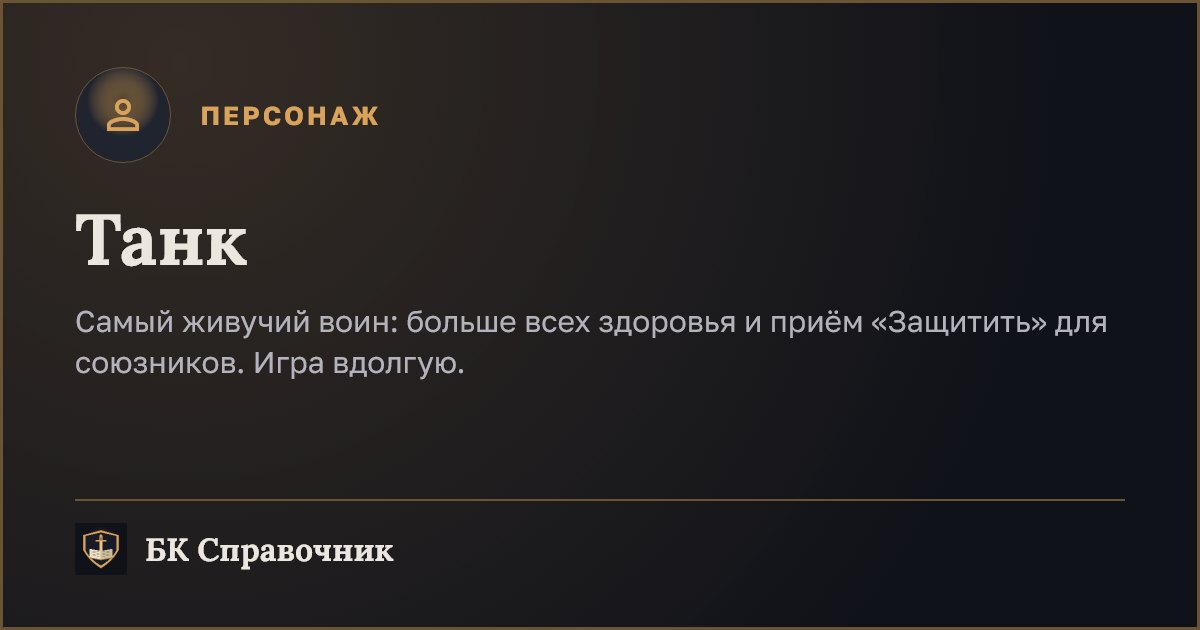 ПЕРСОНАЖ
Танк
Самый живучий воин: больше всех здоровья и приём «Защитить» для
союзников. Игра вдолгую.
БК Справочник